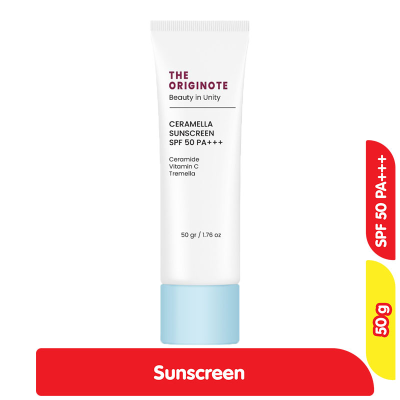 THE
ORIGINOTE
Beauty in Unity
CERAMELLA
SUNSCREEN
SPF 50 PA+++
Ceramide
Vitamin C
Tremella
50 gr / 1.76 oz
SPF 50 PA+++
50g
Sunscreen